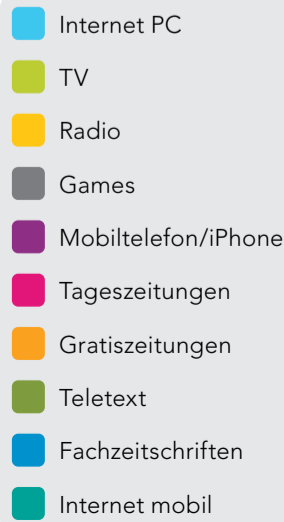 Internet PC
TV
Radio
Games
Mobiltelefon/iPhone
Tageszeitungen
Gratiszeitungen
Teletext
Fachzeitschriften
Internet mobil